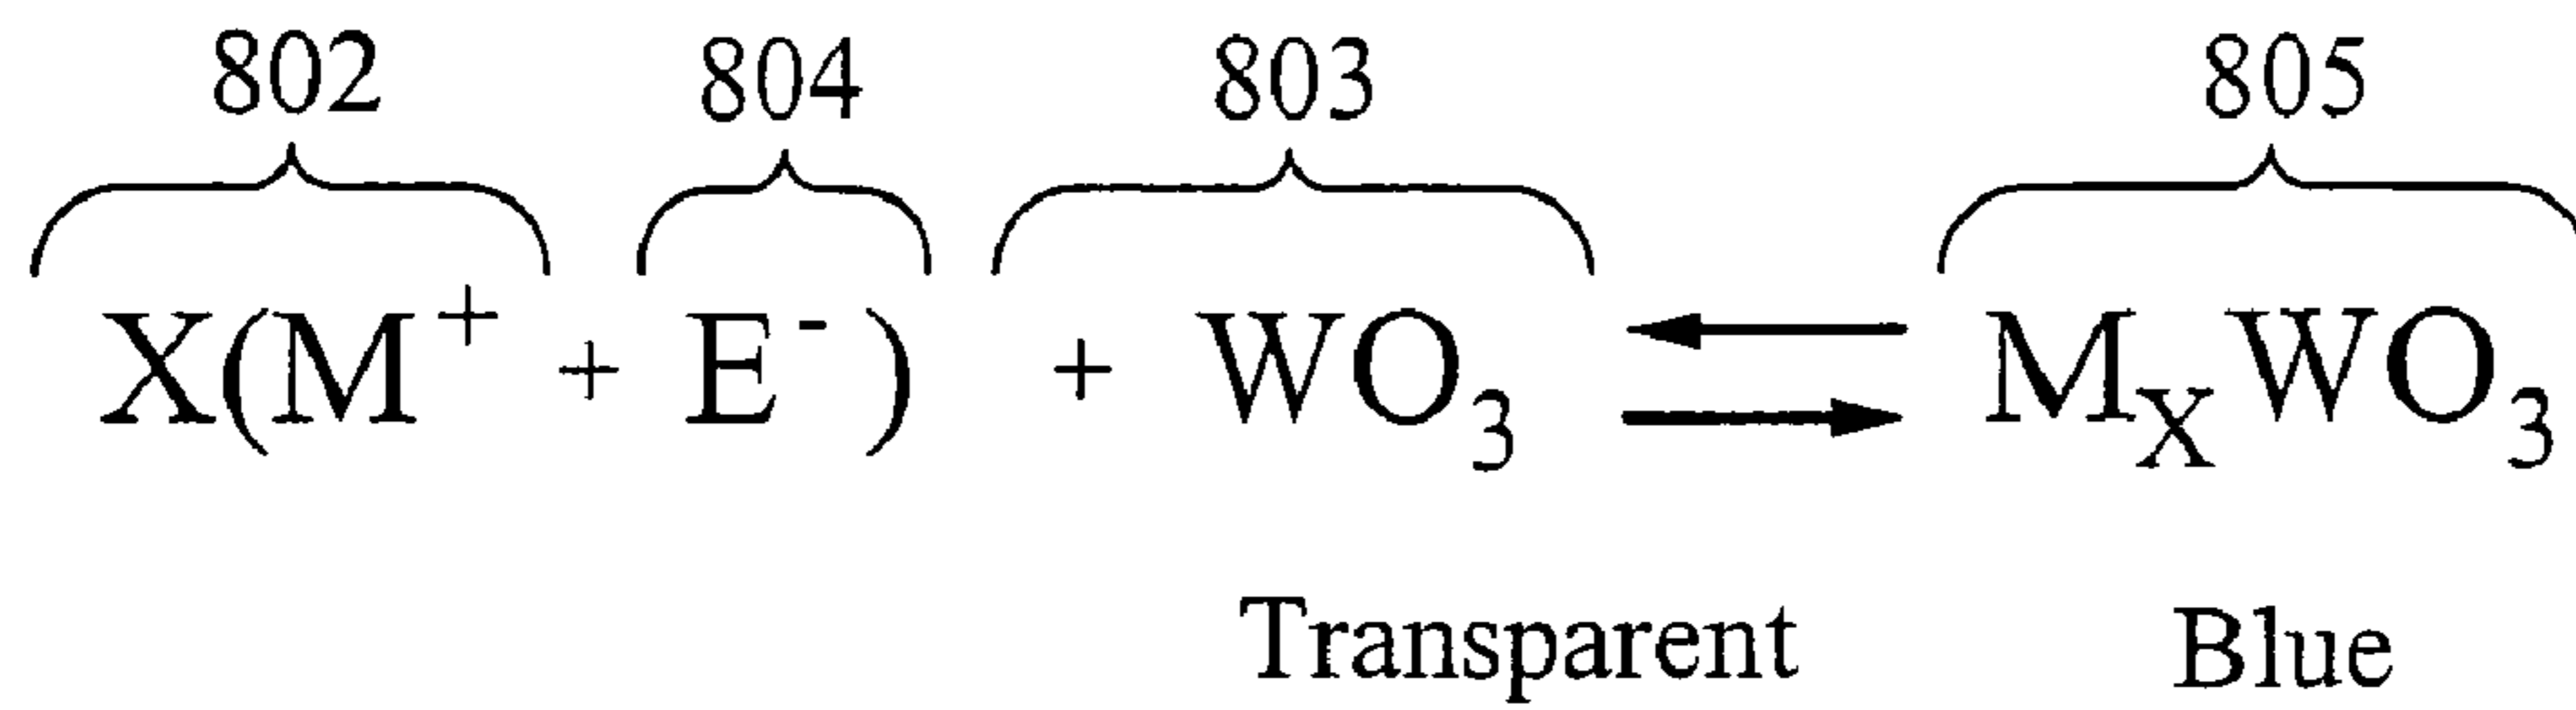 802 804 803 805
X(M⁺ + E⁻) + WO₃ ⇄ MₓWO₃
Transparent Blue